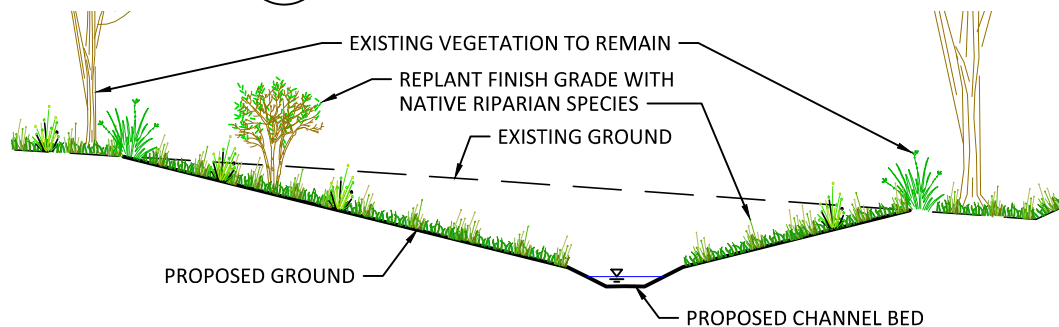 EXISTING VEGETATION TO REMAIN
REPLANT FINISH GRADE WITH
NATIVE RIPARIAN SPECIES
EXISTING GROUND
PROPOSED GROUND
PROPOSED CHANNEL BED